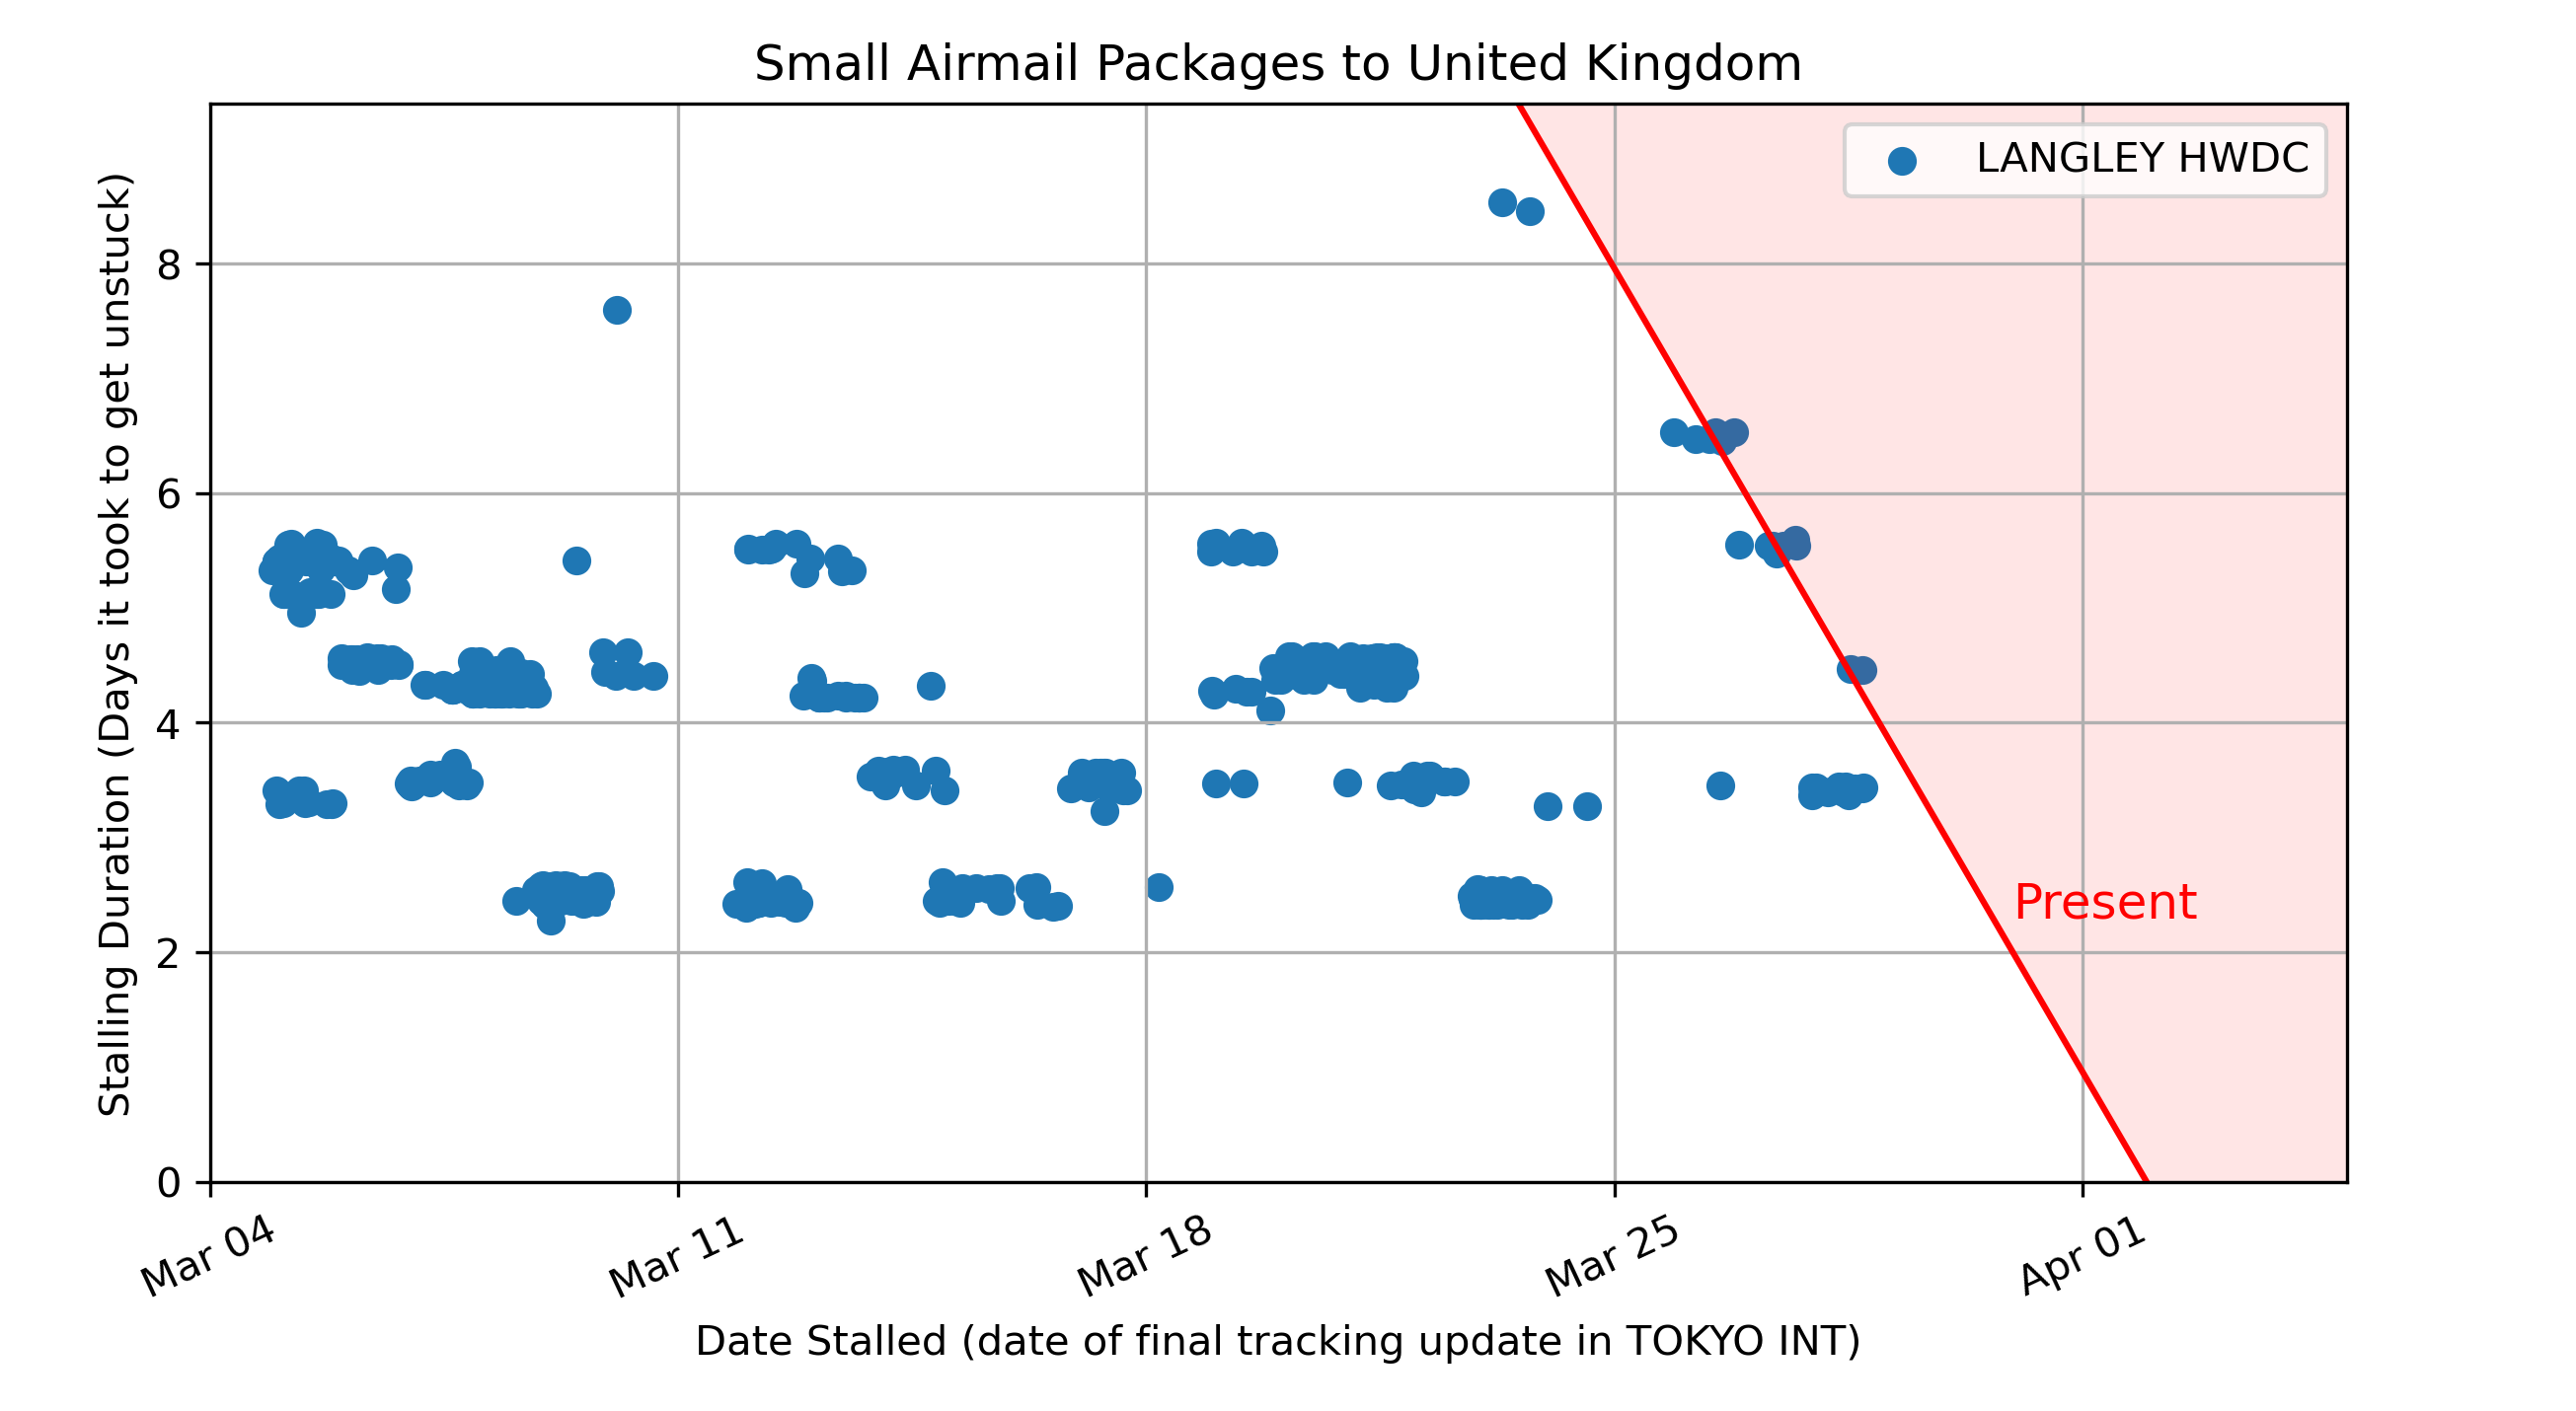 Small Airmail Packages to United Kingdom
LANGLEY HWDC
Stalling Duration (Days it took to get unstuck)
8
6
4
2
0
Present
Mar 04
Mar 11
Mar 18
Mar 25
Apr 01
Date Stalled (date of final tracking update in TOKYO INT)